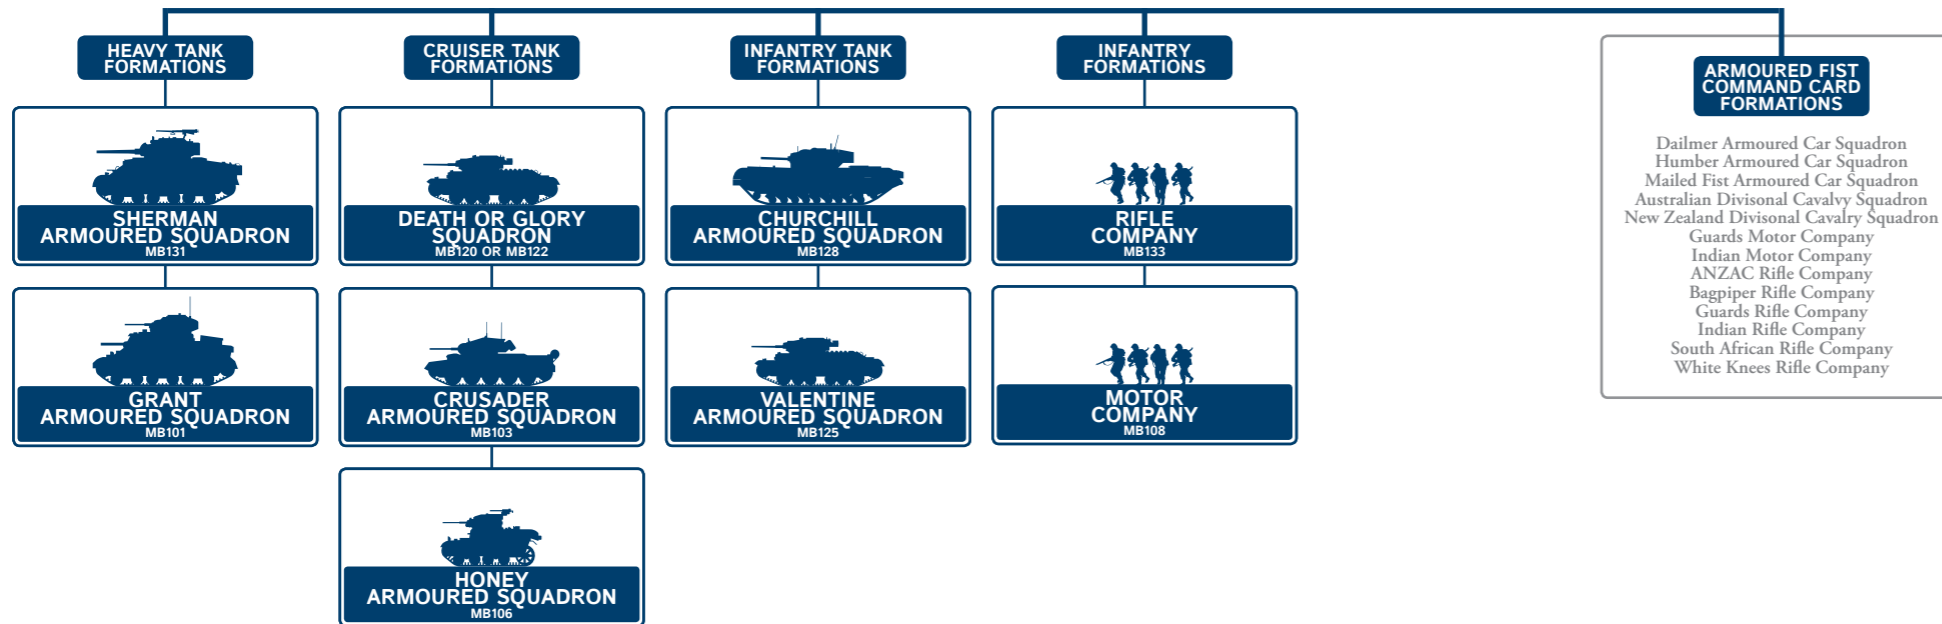 HEAVY TANK
FORMATIONS
SHERMAN
ARMOURED SQUADRON
MB131
GRANT
ARMOURED SQUADRON
MB101
CRUISER TANK
FORMATIONS
DEATH OR GLORY
SQUADRON
MB120 OR MB122
CRUSADER
ARMOURED SQUADRON
MB103
HONEY
ARMOURED SQUADRON
MB106
INFANTRY TANK
FORMATIONS
CHURCHILL
ARMOURED SQUADRON
MB128
VALENTINE
ARMOURED SQUADRON
MB125
INFANTRY
FORMATIONS
RIFLE
COMPANY
MB133
MOTOR
COMPANY
MB108
ARMOURED FIST
COMMAND CARD
FORMATIONS
Dailmer Armoured Car Squadron
Humber Armoured Car Squadron
Mailed Fist Armoured Car Squadron
Australian Divisonal Cavalvy Squadron
New Zealand Divisonal Cavalry Squadron
Guards Motor Company
Indian Motor Company
ANZAC Rifle Company
Bagpiper Rifle Company
Guards Rifle Company
Indian Rifle Company
South African Rifle Company
White Knees Rifle Company